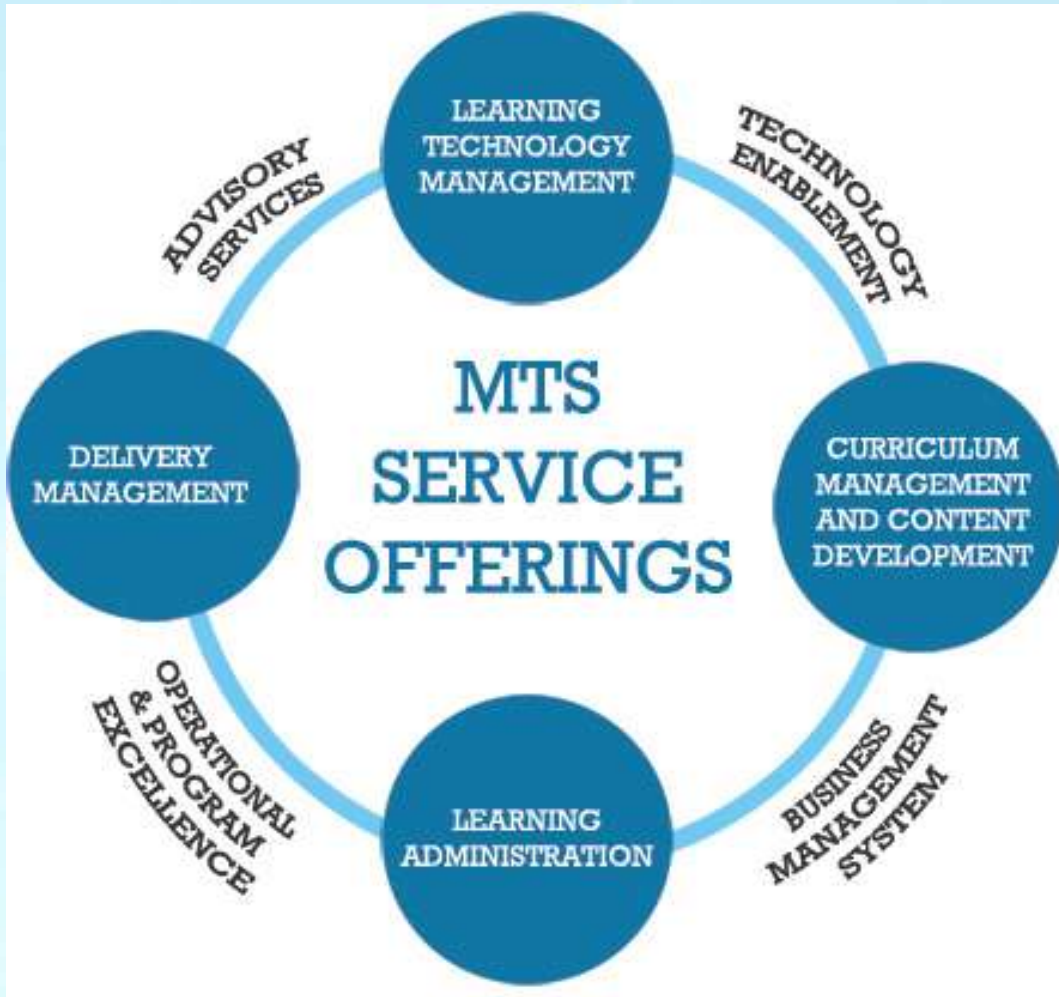 LEARNING
TECHNOLOGY
MANAGEMENT
TECHNOLOGY
ENABLEMENT
ADVISORY
SERVICES
MTS
SERVICE
OFFERINGS
DELIVERY
MANAGEMENT
CURRICULUM
MANAGEMENT
AND CONTENT
DEVELOPMENT
OPERATIONAL
& PROGRAM
EXCELLENCE
LEARNING
ADMINISTRATION
BUSINESS
MANAGEMENT
SYSTEM